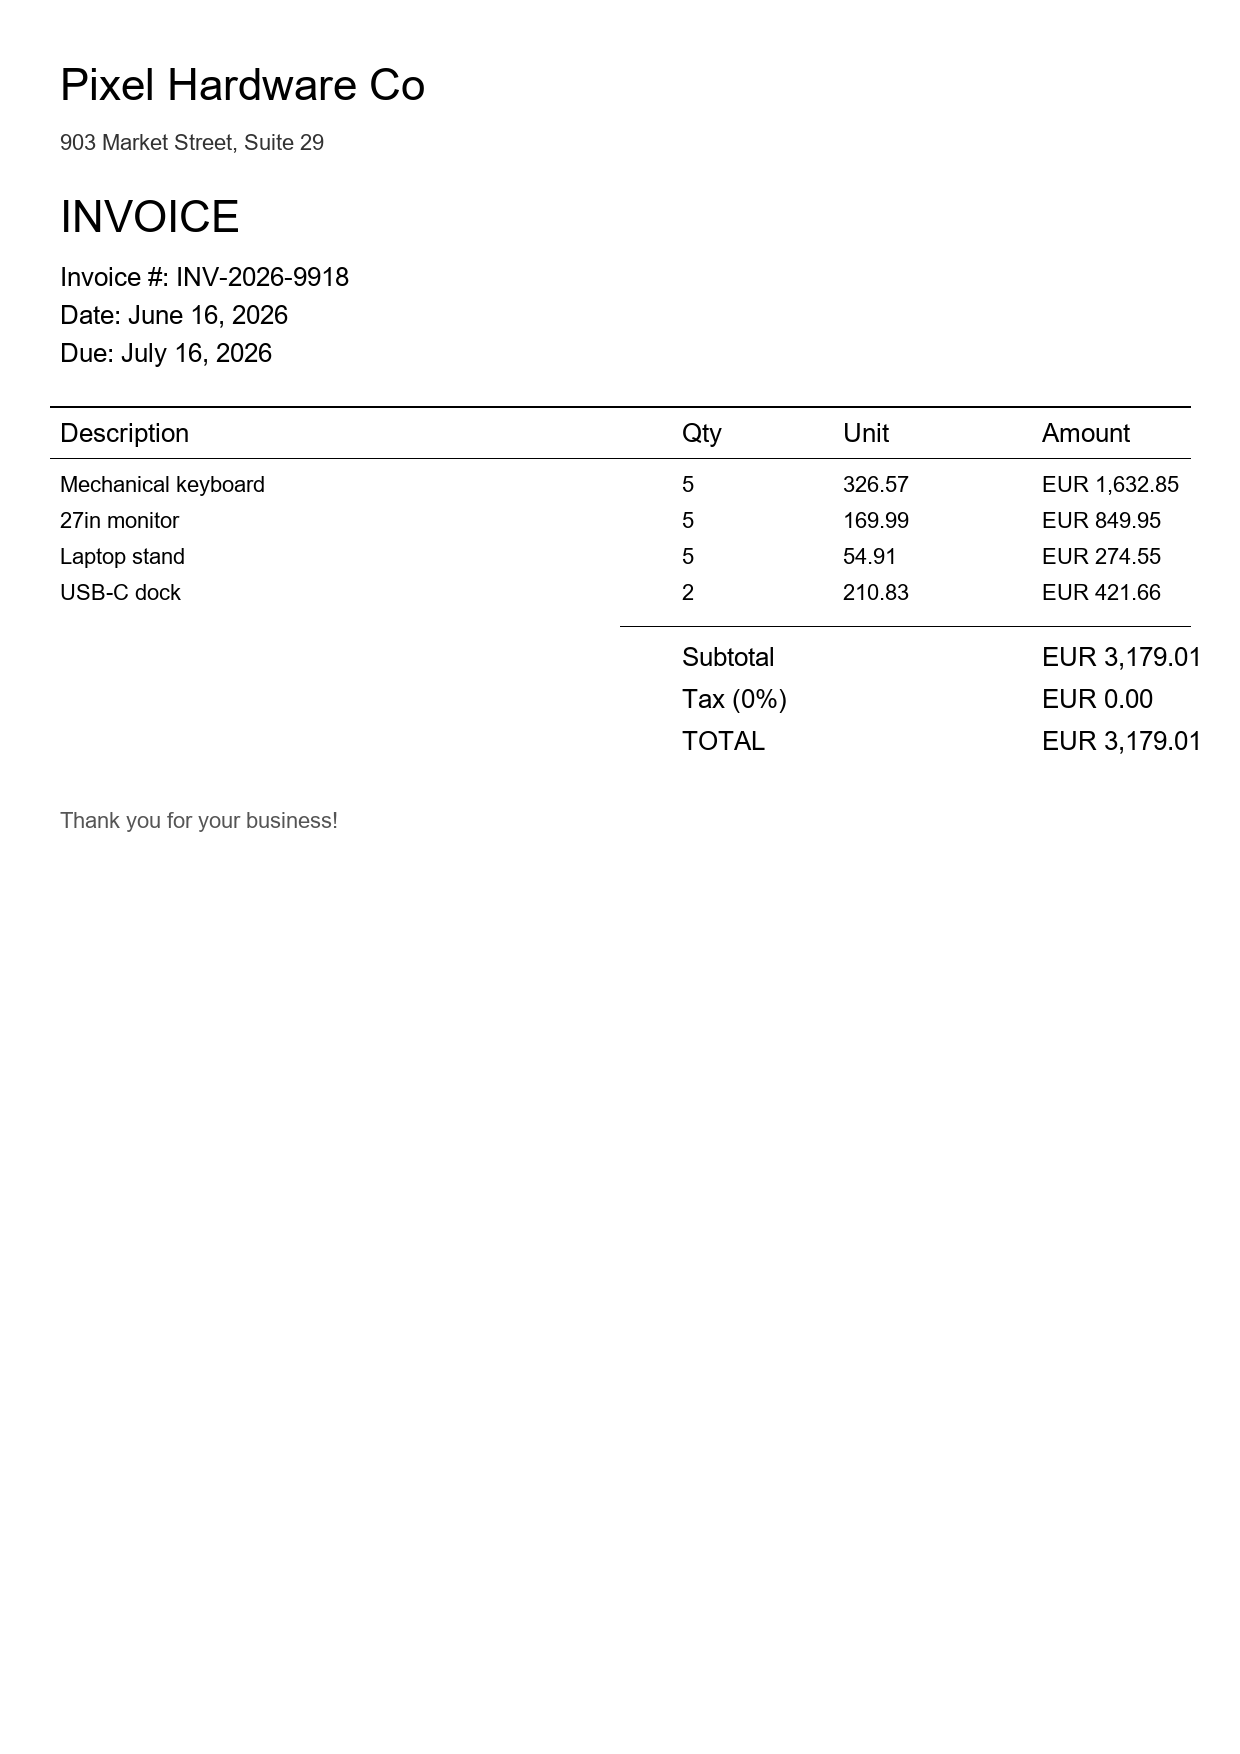 Pixel Hardware Co
903 Market Street, Suite 29
INVOICE
Invoice #: INV-2026-9918
Date: June 16, 2026
Due: July 16, 2026
Description Qty Unit Amount
Mechanical keyboard 5 326.57 EUR 1,632.85
27in monitor 5 169.99 EUR 849.95
Laptop stand 5 54.91 EUR 274.55
USB-C dock 2 210.83 EUR 421.66
Subtotal EUR 3,179.01
Tax (0%) EUR 0.00
TOTAL EUR 3,179.01
Thank you for your business!